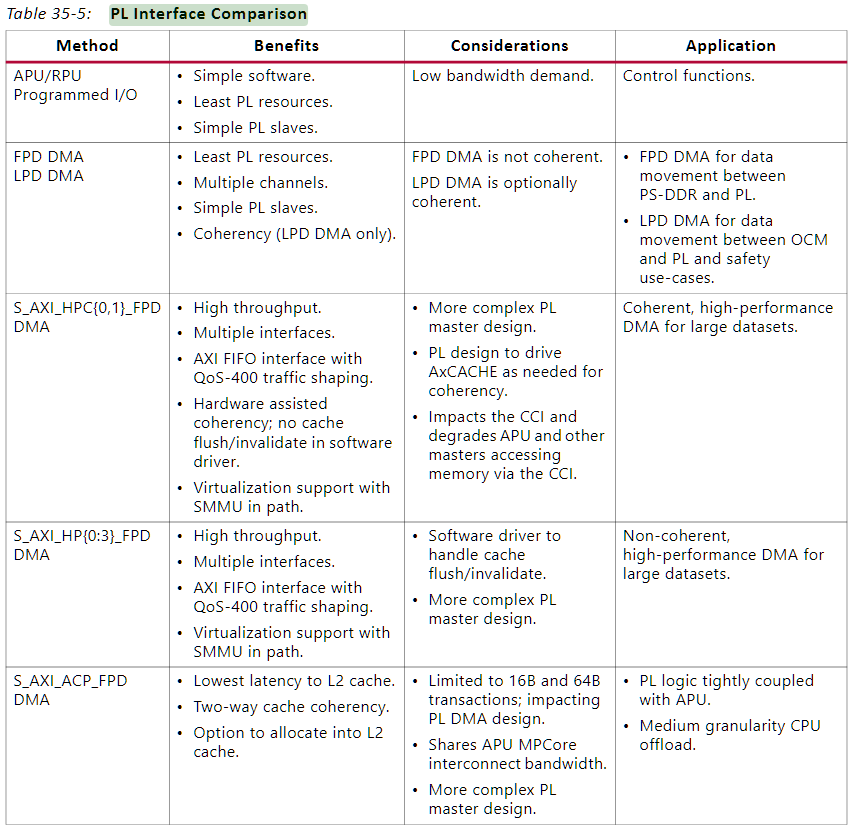 Table 35-5: PL Interface Comparison
Method Benefits Considerations Application
APU/RPU
Programmed I/O
• Simple software.
• Least PL resources.
• Simple PL slaves.
Low bandwidth demand.
Control functions.
FPD DMA
LPD DMA
• Least PL resources.
• Multiple channels.
• Simple PL slaves.
• Coherency (LPD DMA only).
FPD DMA is not coherent.
LPD DMA is optionally
coherent.
• FPD DMA for data
movement between
PS-DDR and PL.
• LPD DMA for data
movement between OCM
and PL and safety
use-cases.
S_AXI_HPC{0,1}_FPD
DMA
• High throughput.
• Multiple interfaces.
• AXI FIFO interface with
QoS-400 traffic shaping.
• Hardware assisted
coherency; no cache
flush/invalidate in software
driver.
• Virtualization support with
SMMU in path.
• More complex PL
master design.
• PL design to drive
AxCACHE as needed for
coherency.
• Impacts the CCI and
degrades APU and other
masters accessing
memory via the CCI.
Coherent, high-performance
DMA for large datasets.
S_AXI_HP{0:3}_FPD
DMA
• High throughput.
• Multiple interfaces.
• AXI FIFO interface with
QoS-400 traffic shaping.
• Virtualization support with
SMMU in path.
• Software driver to
handle cache
flush/invalidate.
• More complex PL
master design.
Non-coherent,
high-performance DMA for
large datasets.
S_AXI_ACP_FPD
DMA
• Lowest latency to L2 cache.
• Two-way cache coherency.
• Option to allocate into L2
cache.
• Limited to 16B and 64B
transactions; impacting
PL DMA design.
• Shares APU MPCore
interconnect bandwidth.
• More complex PL
master design.
• PL logic tightly coupled
with APU.
• Medium granularity CPU
offload.